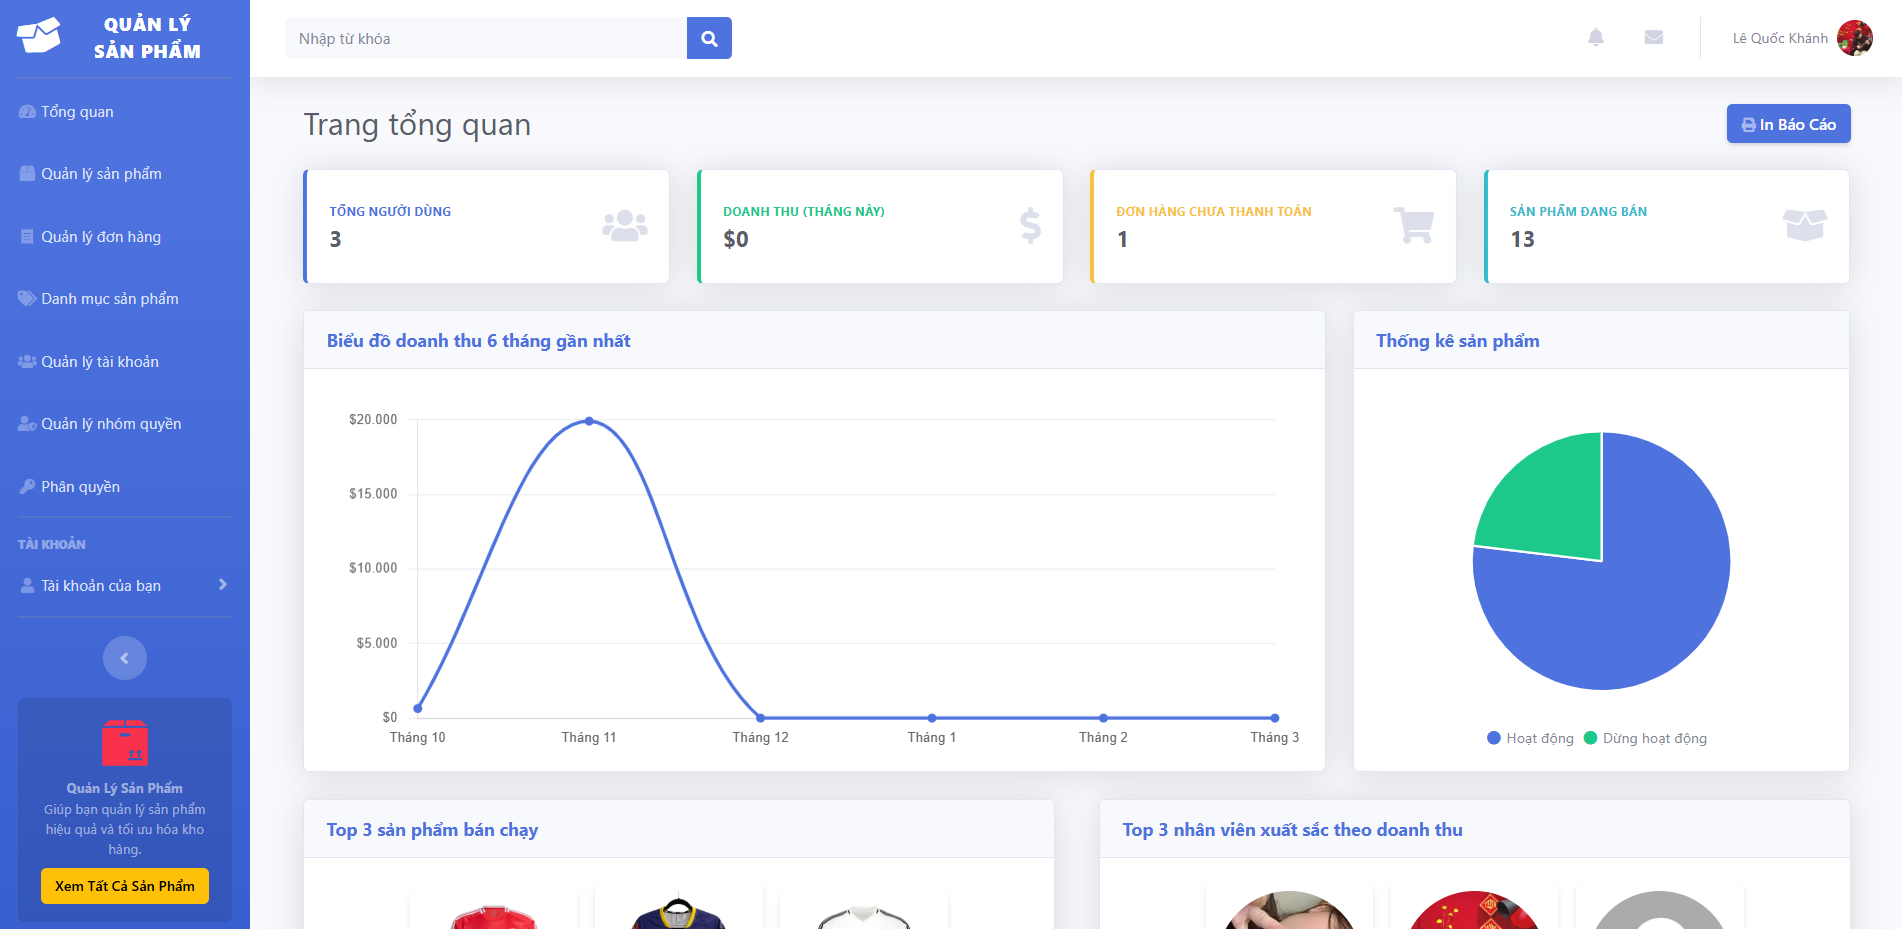 QUẢN LÝ
SẢN PHẨM
Tổng quan
Quản lý sản phẩm
Quản lý đơn hàng
Danh mục sản phẩm
Quản lý tài khoản
Quản lý nhóm quyền
Phân quyền
TÀI KHOẢN
Tài khoản của bạn
Quản Lý Sản Phẩm
Giúp bạn quản lý sản phẩm
hiệu quả và tối ưu hóa kho
hàng.
Xem Tất Cả Sản Phẩm
Nhập từ khóa
Lê Quốc Khánh
Trang tổng quan
In Báo Cáo
TỔNG NGƯỜI DÙNG
3
DOANH THU (THÁNG NÀY)
$0
ĐƠN HÀNG CHƯA THANH TOÁN
1
SẢN PHẨM ĐANG BÁN
13
Biểu đồ doanh thu 6 tháng gần nhất
$20.000
$15.000
$10.000
$5.000
$0
Tháng 10
Tháng 11
Tháng 12
Tháng 1
Tháng 2
Tháng 3
Thống kê sản phẩm
Hoạt động
Dừng hoạt động
Top 3 sản phẩm bán chạy
Top 3 nhân viên xuất sắc theo doanh thu